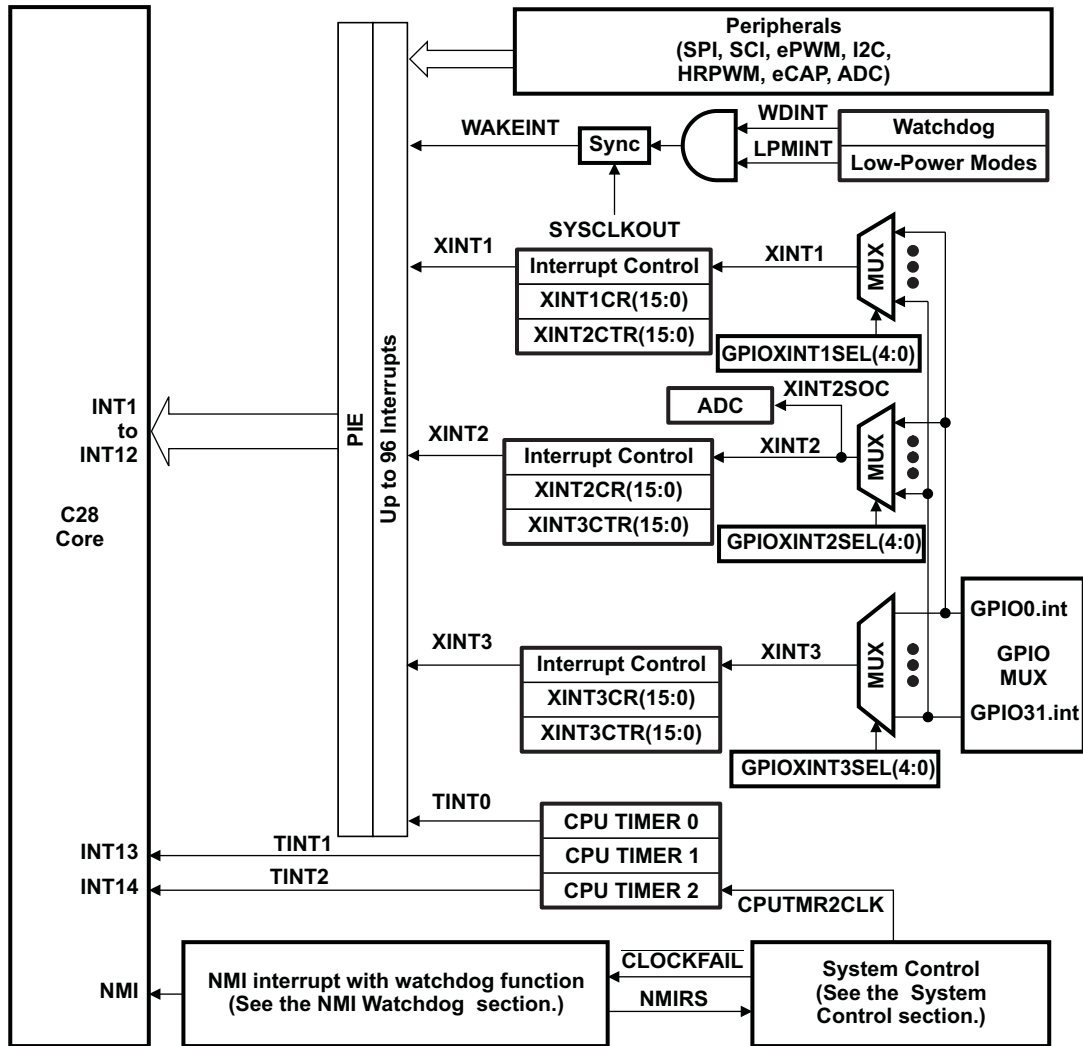 Peripherals
(SPI, SCI, ePWM, I2C,
HRPWM, eCAP, ADC)
WDINT
Watchdog
WAKEINT
Sync
LPMINT
Low-Power Modes
SYSCLKOUT
XINT1
Interrupt Control
XINT1
MUX
XINT1CR(15:0)
XINT2CTR(15:0)
GPIOXINT1SEL(4:0)
XINT2SOC
ADC
INT1
to
INT12
PIE
Up to 96 Interrupts
XINT2
Interrupt Control
XINT2
MUX
XINT2CR(15:0)
XINT3CTR(15:0)
C28
Core
GPIOXINT2SEL(4:0)
GPIO0.int
XINT3
Interrupt Control
XINT3
MUX
GPIO
MUX
XINT3CR(15:0)
XINT3CTR(15:0)
GPIO31.int
GPIOXINT3SEL(4:0)
TINT0
CPU TIMER 0
INT13
TINT1
CPU TIMER 1
INT14
TINT2
CPU TIMER 2
CPUTMR2CLK
NMI
NMI interrupt with watchdog function
(See the NMI Watchdog section.)
CLOCKFAIL
NMIRS
System Control
(See the System
Control section.)